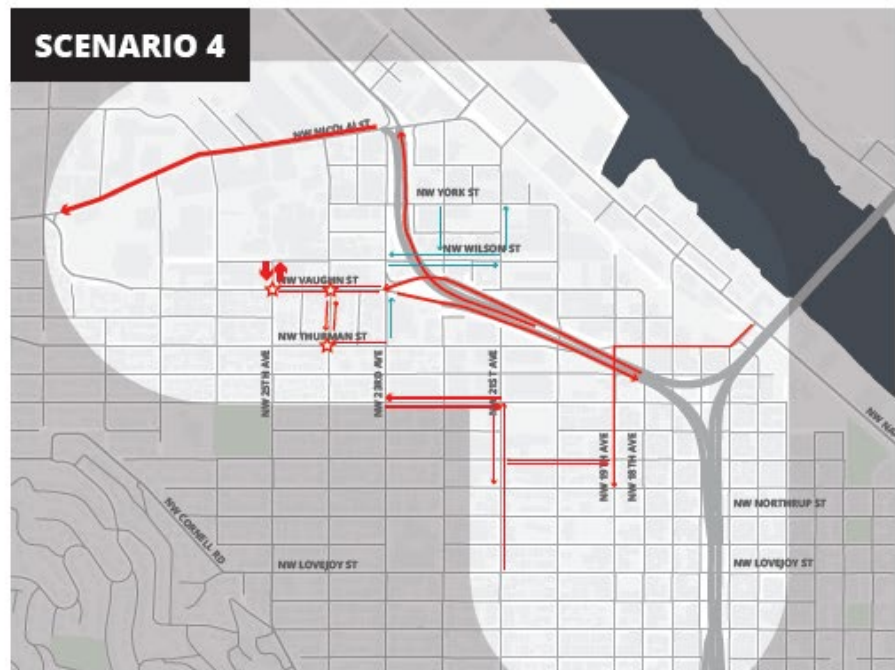 SCENARIO 4
NW NICOLAI ST
NW YORK ST
NW WILSON ST
NW VAUGHN ST
NW THURMAN ST
NW 25TH AVE
NW 23RD AVE
NW 21ST AVE
NW 19TH AVE
NW 18TH AVE
NW NA
NW CORNELL RD
NW NORTHRUP ST
NW LOVEJOY ST
NW LOVEJOY ST